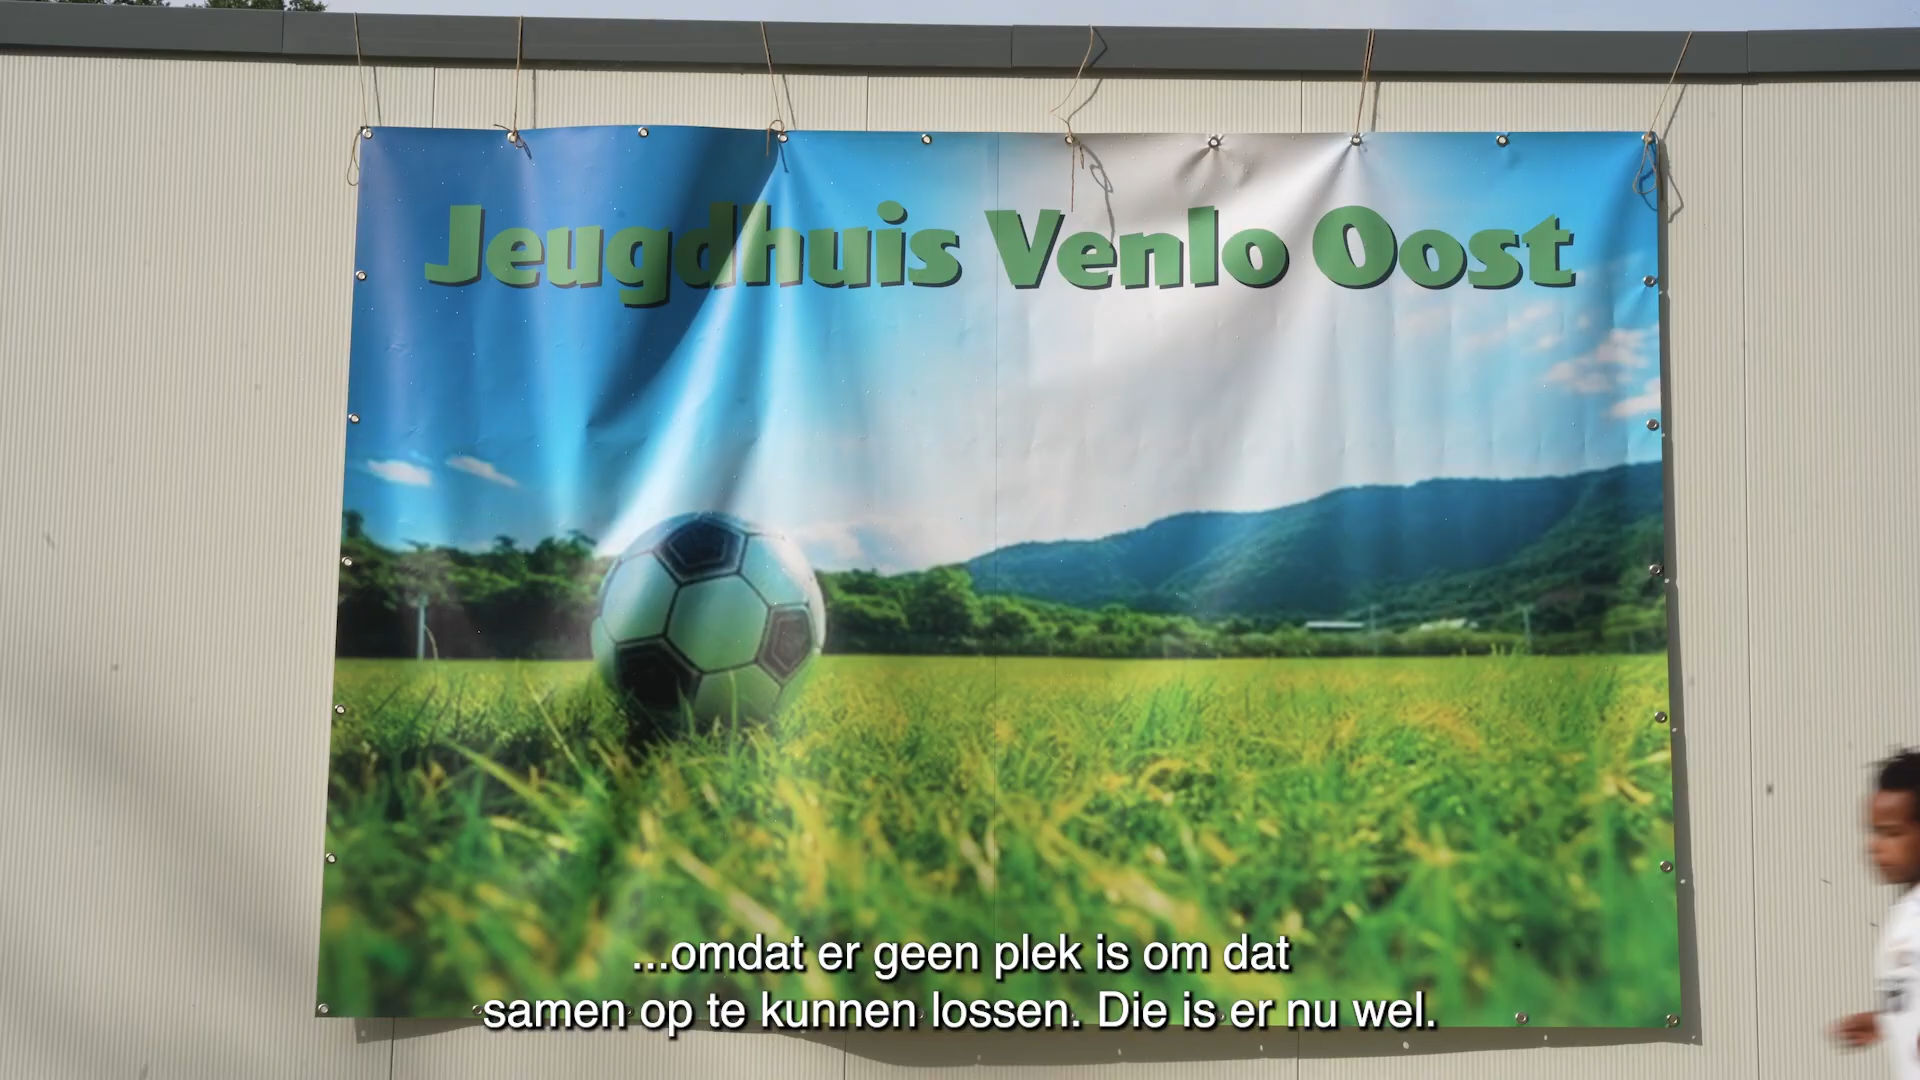 Jeugdhuis Venlo Oost
...omdat er geen plek is om dat
samen op te kunnen lossen. Die is er nu wel.